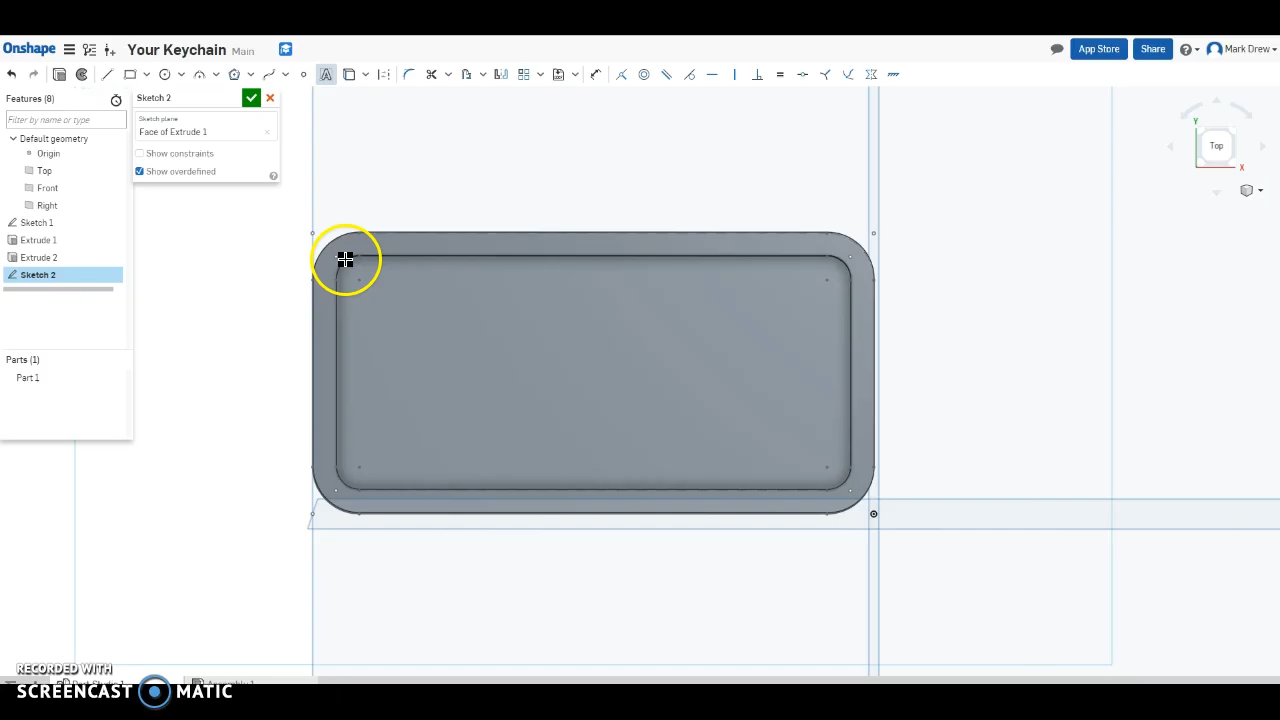 Onshape Your Keychain Main App Store Share Mark Drew
Features (8)
Filter by name or type
Default geometry
Origin
Top
Front
Right
Sketch 1
Extrude 1
Extrude 2
Sketch 2
Parts (1)
Part 1
Sketch 2
Sketch plane
Face of Extrude 1
Show constraints
Show overdefined
Y
Top
X
RECORDED WITH
SCREENCAST MATIC